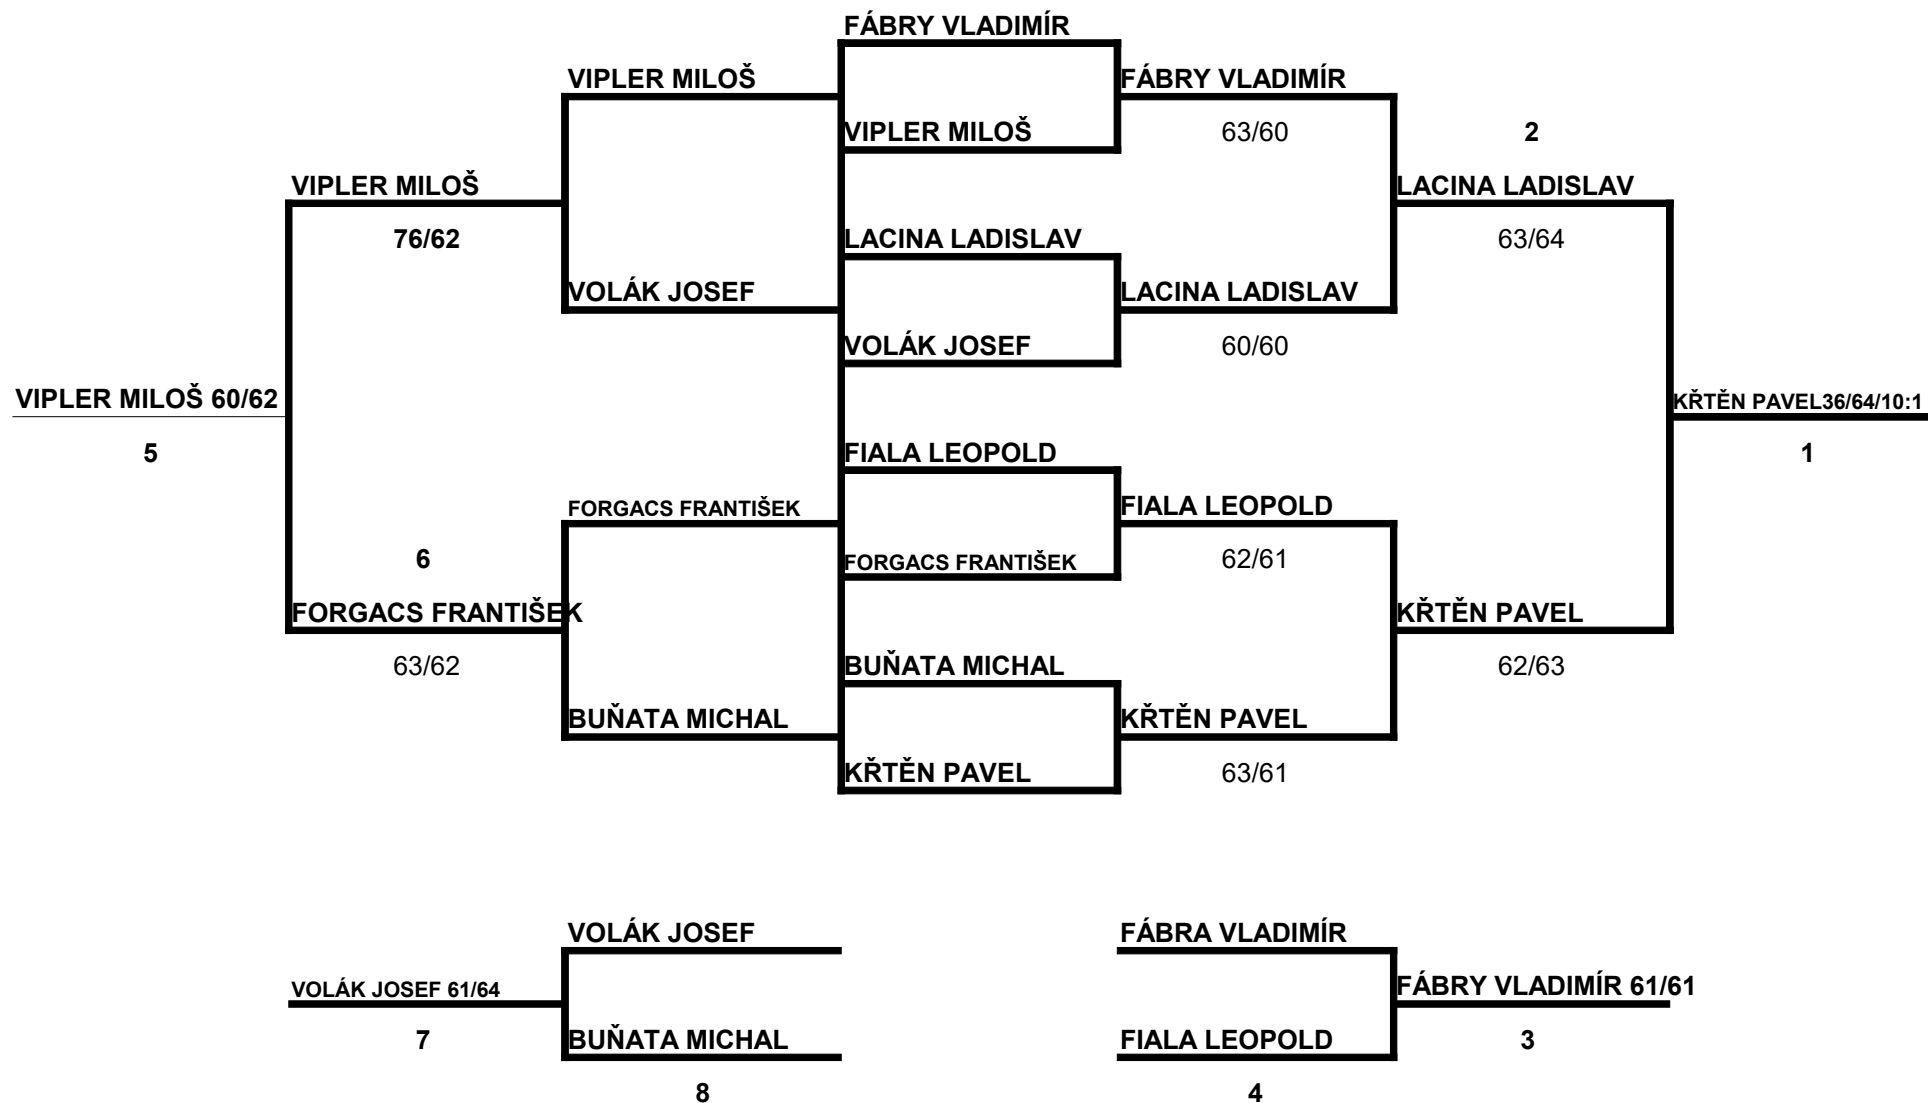 FÁBRY VLADIMÍR
VIPLER MILOŠ
FÁBRY VLADIMÍR
VIPLER MILOŠ
63/60
2
VIPLER MILOŠ
LACINA LADISLAV
76/62
LACINA LADISLAV
63/64
VOLÁK JOSEF
LACINA LADISLAV
VOLÁK JOSEF
60/60
VIPLER MILOŠ 60/62
KŘTĚN PAVEL36/64/10:1
5
FIALA LEOPOLD
1
FORGACS FRANTIŠEK
FIALA LEOPOLD
6
FORGACS FRANTIŠEK
62/61
FORGACS FRANTIŠEK
KŘTĚN PAVEL
63/62
BUŇATA MICHAL
62/63
BUŇATA MICHAL
KŘTĚN PAVEL
KŘTĚN PAVEL
63/61
VOLÁK JOSEF
FÁBRA VLADIMÍR
VOLÁK JOSEF 61/64
FÁBRY VLADIMÍR 61/61
7
BUŇATA MICHAL
FIALA LEOPOLD
3
8
4